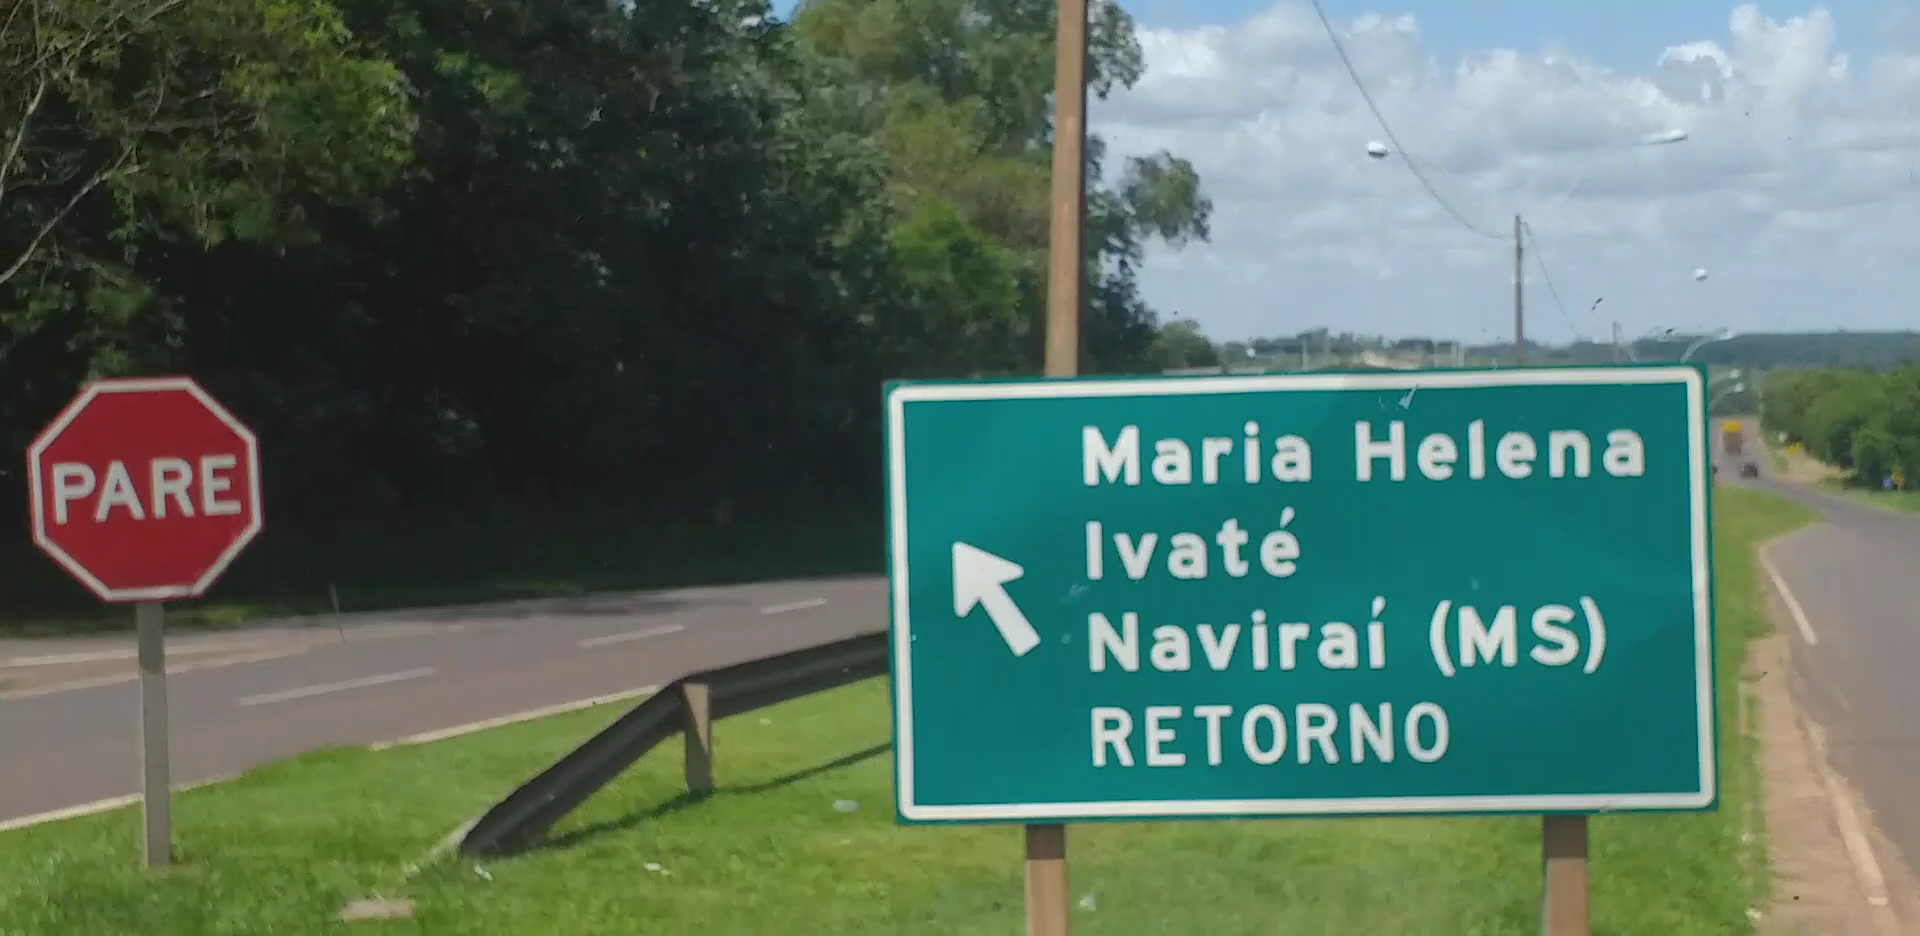 PARE
Maria Helena
Ivaté
Naviraí (MS)
RETORNO